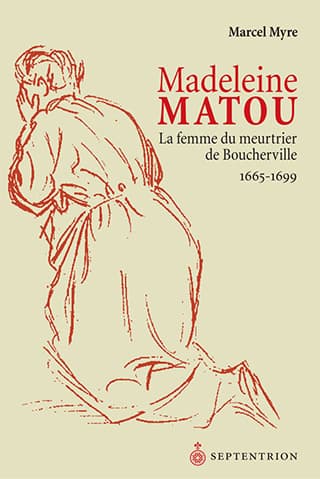 Marcel Myre
Madeleine
MATOU
La femme du meurtrier
de Boucherville
1665-1699
SEPTENTRION